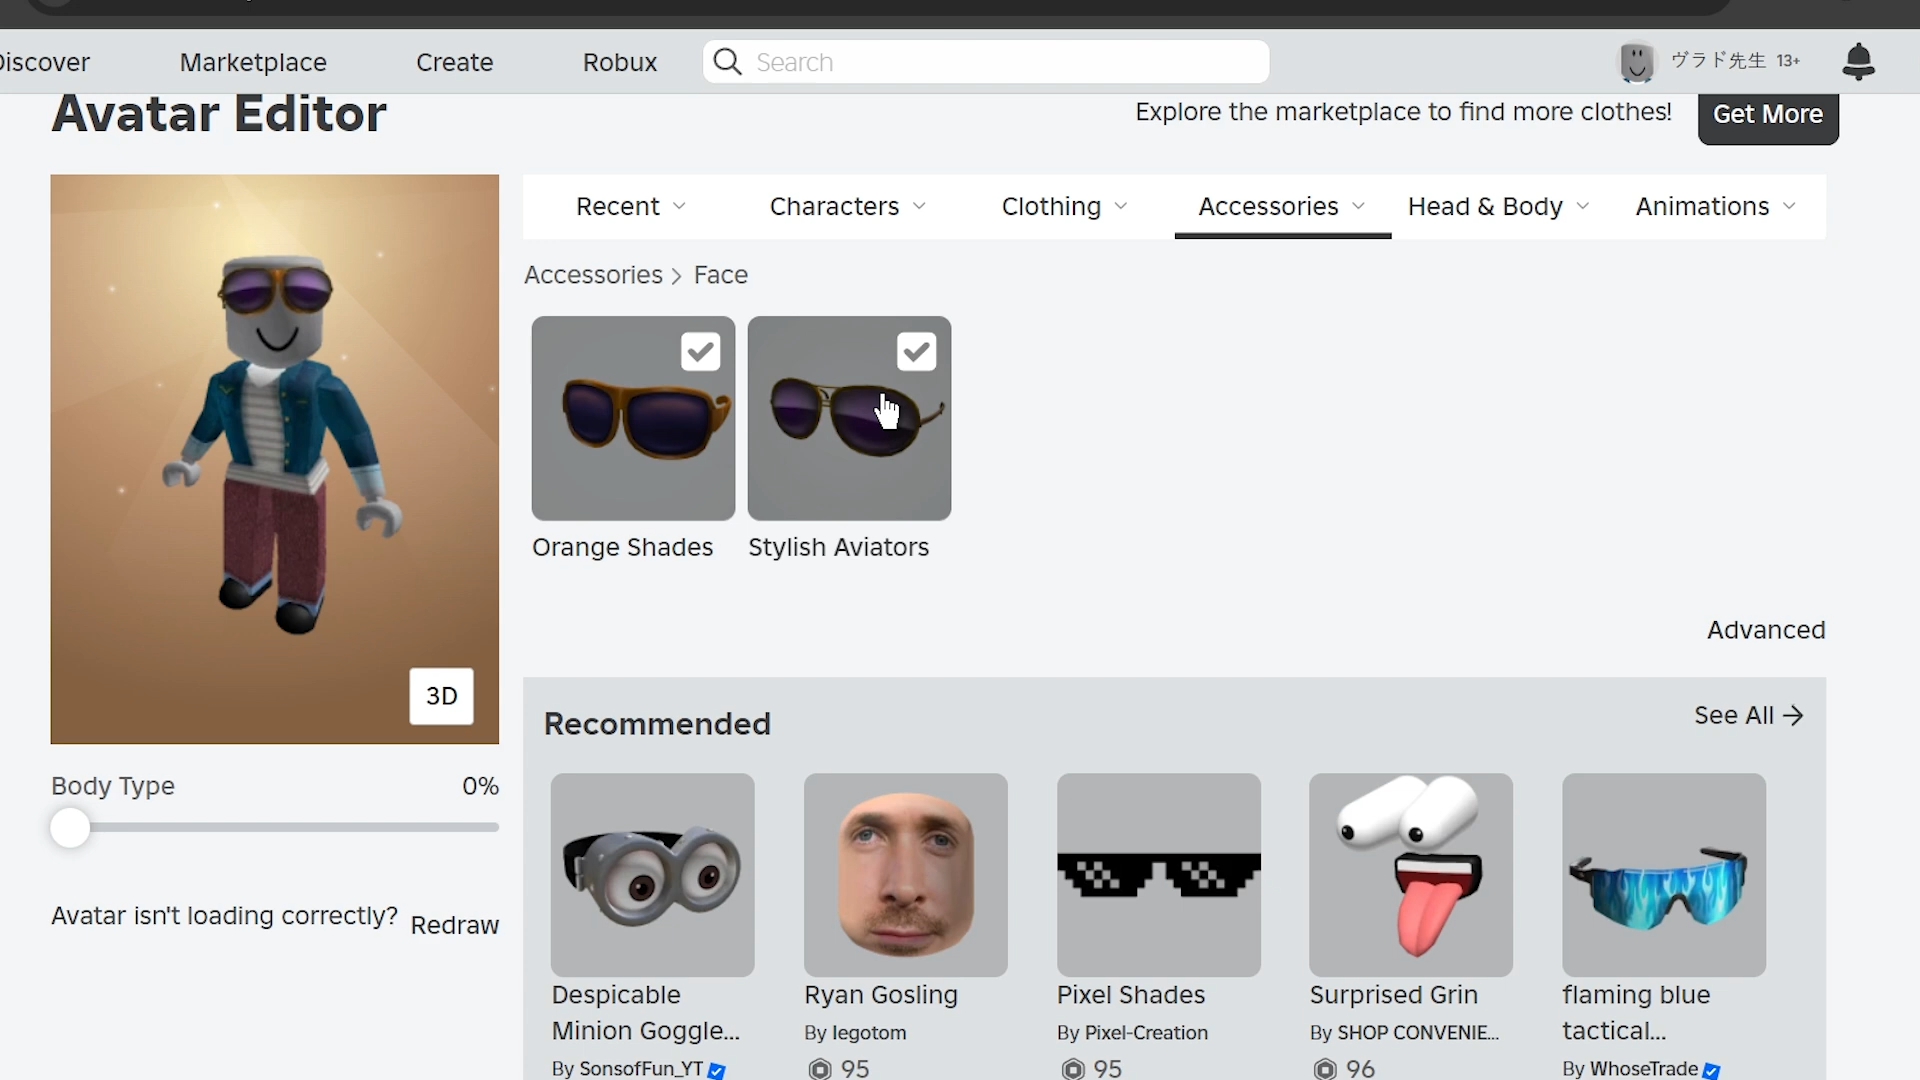 Discover
Marketplace
Create
Robux
Search
ヴラド先生 13+
Avatar Editor
Explore the marketplace to find more clothes!
Get More
Recent
Characters
Clothing
Accessories
Head & Body
Animations
Accessories > Face
Orange Shades
Stylish Aviators
3D
Advanced
Body Type
0%
Avatar isn't loading correctly?
Redraw
Recommended
See All →
Despicable
Minion Goggle...
By SonsofFun_YT
Ryan Gosling
By legotom
95
Pixel Shades
By Pixel-Creation
95
Surprised Grin
By SHOP CONVENIE...
96
flaming blue
tactical...
By WhoseTrade